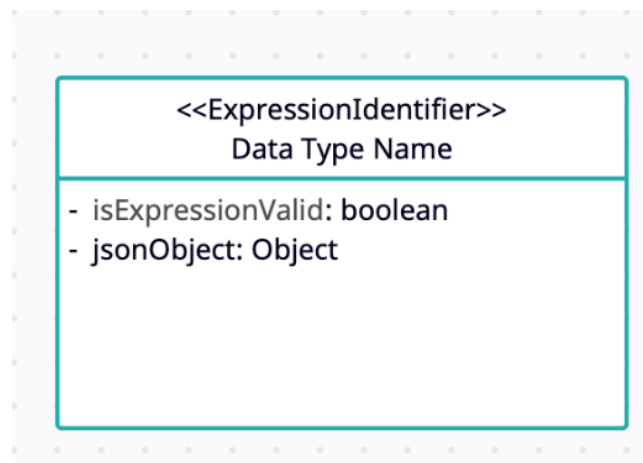 <<ExpressionIdentifier>>
Data Type Name
- isExpressionValid: boolean
- jsonObject: Object